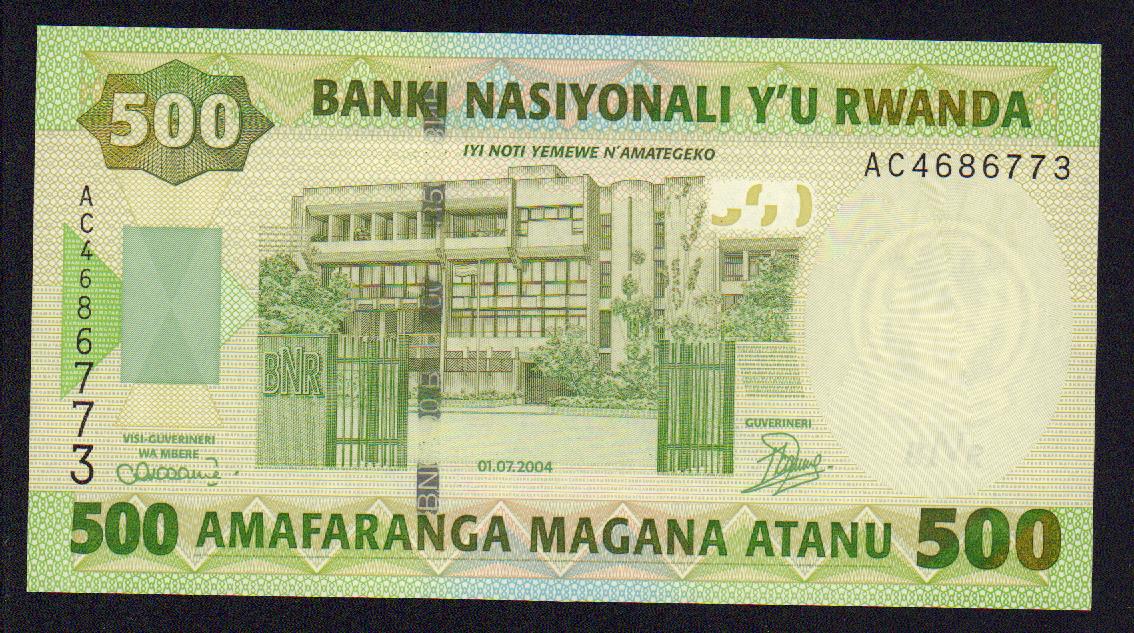 500
BANKI NASIYONALI Y'U RWANDA
IYI NOTI YEMEWE N'AMATEGEKO
AC4686773
AC4686773
BNR
VISI-GUVERINERI
WA MBERE
01.07.2004
GUVERINERI
BNR
500 AMAFARANGA MAGANA ATANU 500